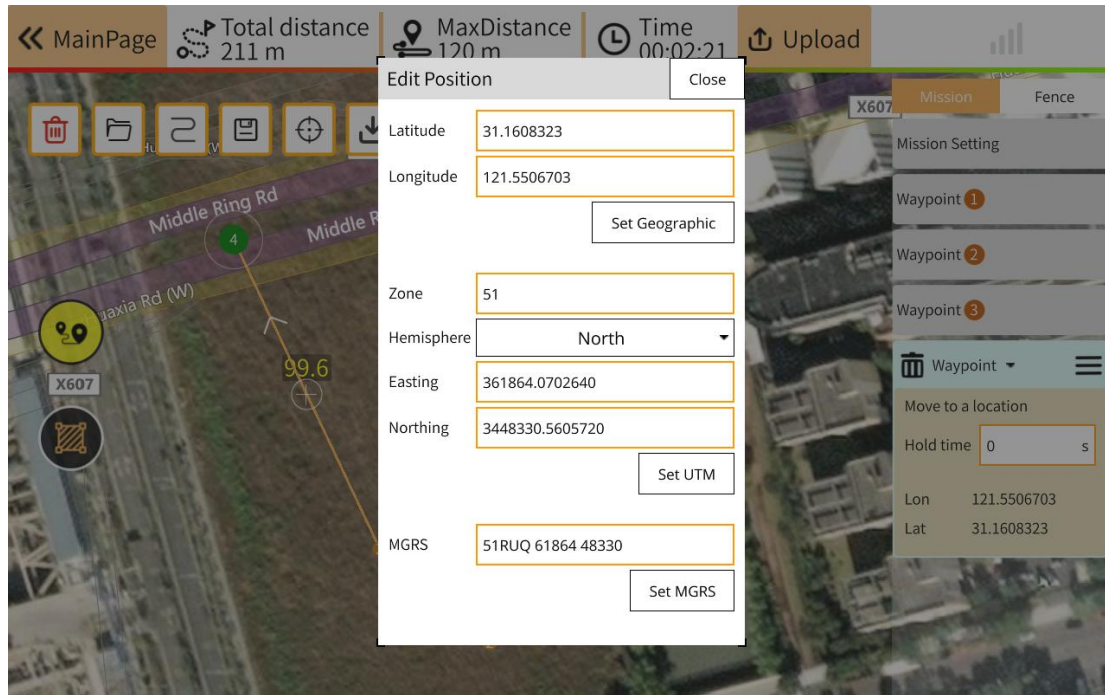 MainPage
Total distance
211 m
MaxDistance
120 m
Time
00:02:21
Upload
Edit Position
Close
Latitude
31.1608323
Longitude
121.5506703
Set Geographic
Zone
51
Hemisphere
North
Easting
361864.0702640
Northing
3448330.5605720
Set UTM
MGRS
51RUQ 61864 48330
Set MGRS
Middle Ring Rd
Middle R
4
(W)
Huaxia Rd (W)
99.6
X607
X607
Mission
Fence
Mission Setting
Waypoint 1
Waypoint 2
Waypoint 3
Waypoint
Move to a location
Hold time 0 s
Lon 121.5506703
Lat 31.1608323